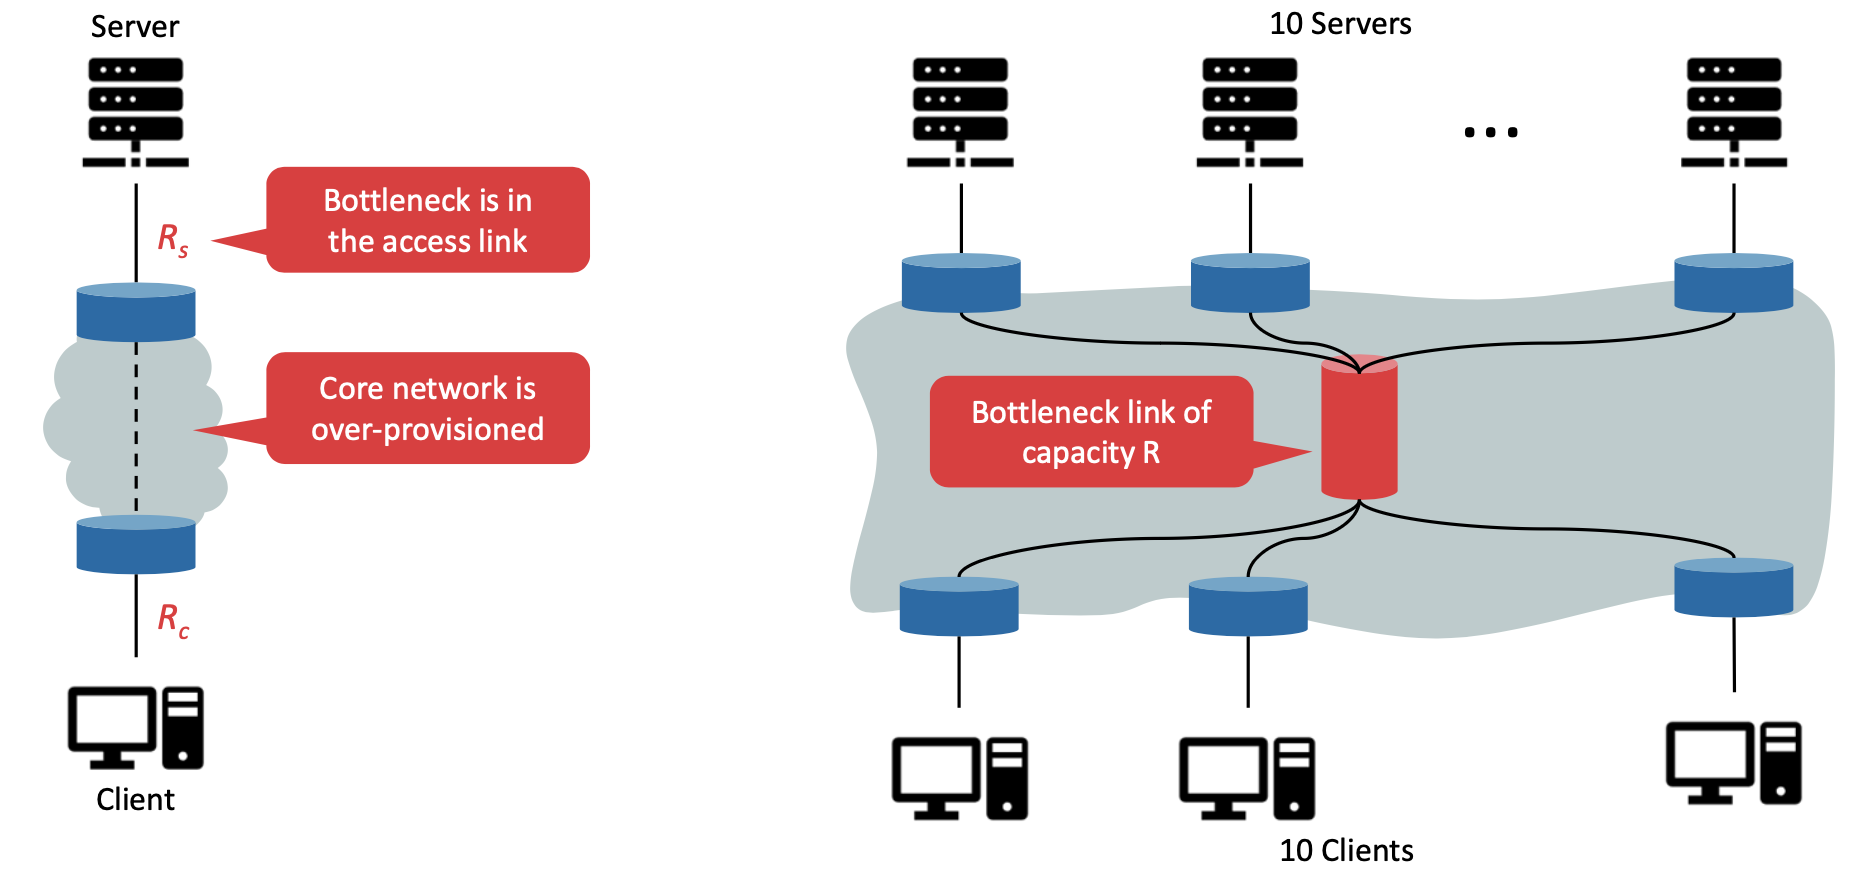 Server
R_s
Bottleneck is in
the access link
Core network is
over-provisioned
R_c
Client
10 Servers
...
Bottleneck link of
capacity R
10 Clients